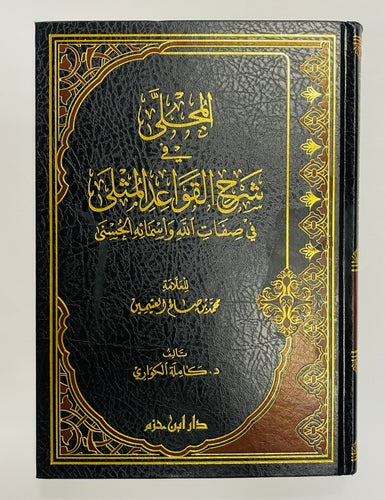 المجلى
في
شرح القواعد المثلى
في صفات الله وأسمائه الحسنى
للعلامة
محمد بن صالح العثيمين
تأليف
د. كاملة الكواري
دار ابن حزم